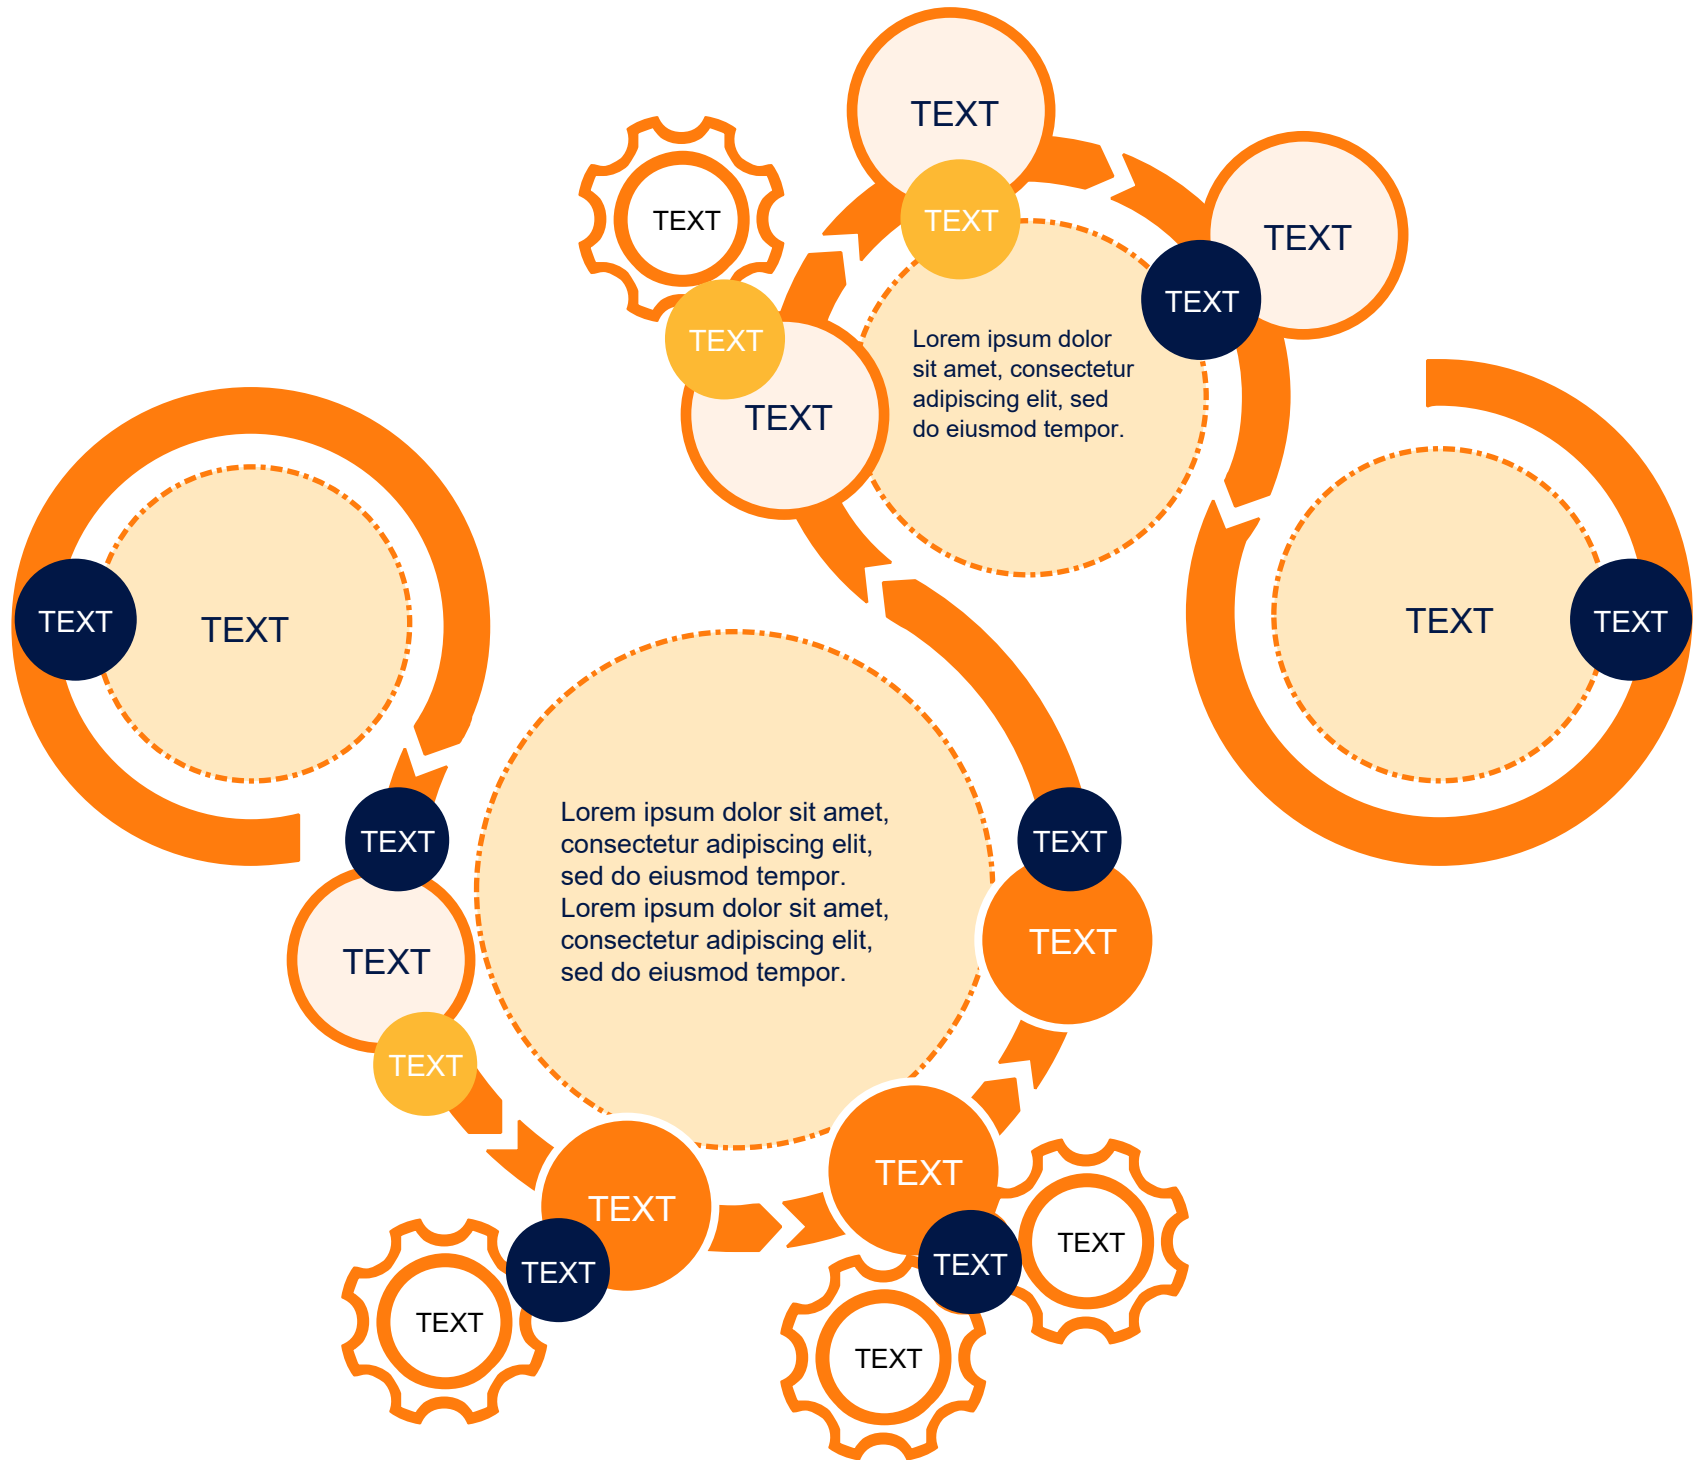 TEXT
TEXT
TEXT
TEXT
TEXT
TEXT
TEXT
TEXT
Lorem ipsum dolor
sit amet, consectetur
adipiscing elit, sed
do eiusmod tempor.
TEXT
TEXT
TEXT
TEXT
Lorem ipsum dolor sit amet,
consectetur adipiscing elit,
sed do eiusmod tempor.
Lorem ipsum dolor sit amet,
consectetur adipiscing elit,
sed do eiusmod tempor.
TEXT
TEXT
TEXT
TEXT
TEXT
TEXT
TEXT
TEXT
TEXT
TEXT
TEXT
TEXT